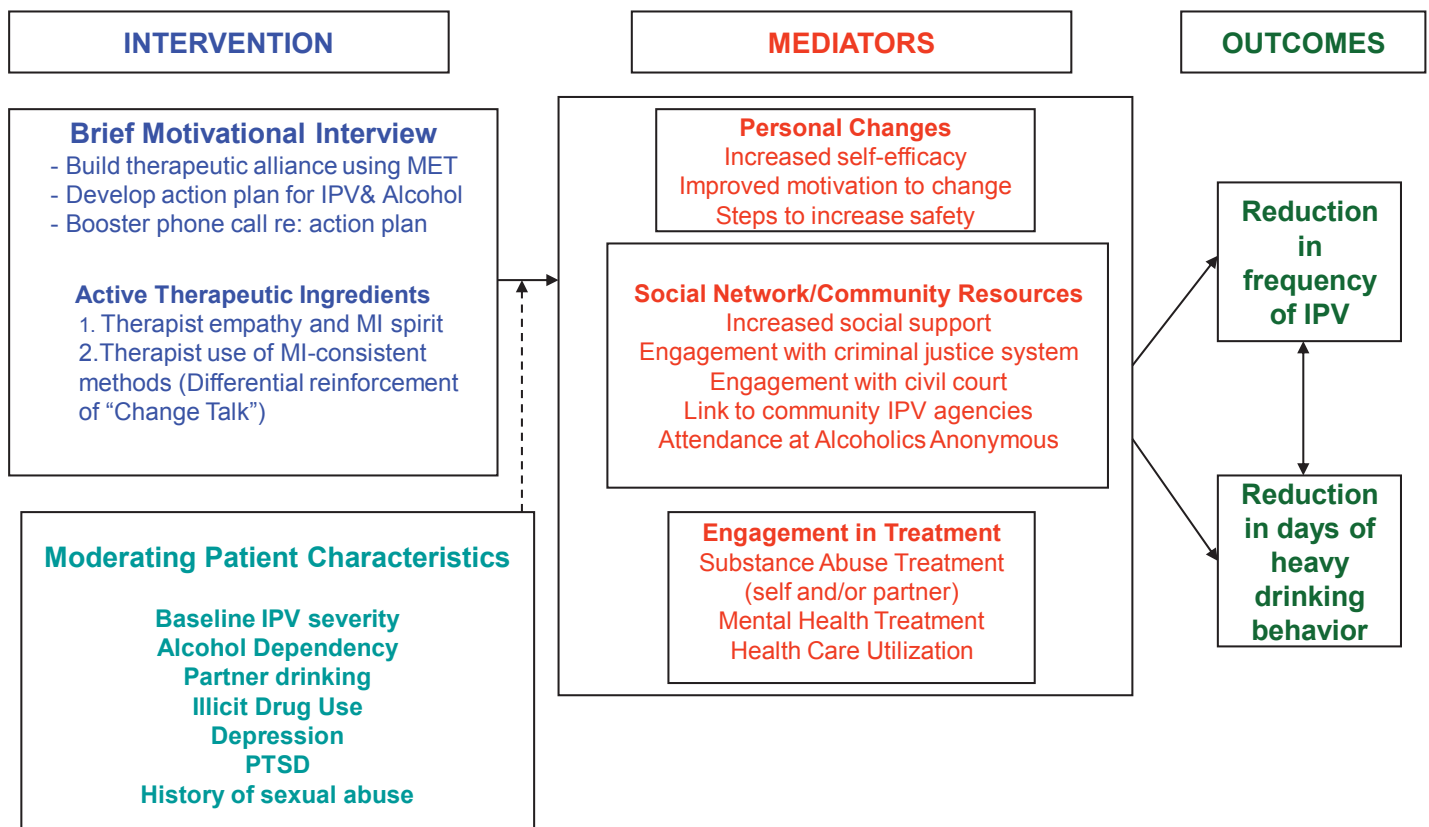 INTERVENTION
MEDIATORS
OUTCOMES
Brief Motivational Interview
- Build therapeutic alliance using MET
- Develop action plan for IPV& Alcohol
- Booster phone call re: action plan
Active Therapeutic Ingredients
1. Therapist empathy and MI spirit
2.Therapist use of MI-consistent
methods (Differential reinforcement
of “Change Talk”)
Moderating Patient Characteristics
Baseline IPV severity
Alcohol Dependency
Partner drinking
Illicit Drug Use
Depression
PTSD
History of sexual abuse
Personal Changes
Increased self-efficacy
Improved motivation to change
Steps to increase safety
Social Network/Community Resources
Increased social support
Engagement with criminal justice system
Engagement with civil court
Link to community IPV agencies
Attendance at Alcoholics Anonymous
Engagement in Treatment
Substance Abuse Treatment
(self and/or partner)
Mental Health Treatment
Health Care Utilization
Reduction
in
frequency
of IPV
Reduction
in days of
heavy
drinking
behavior